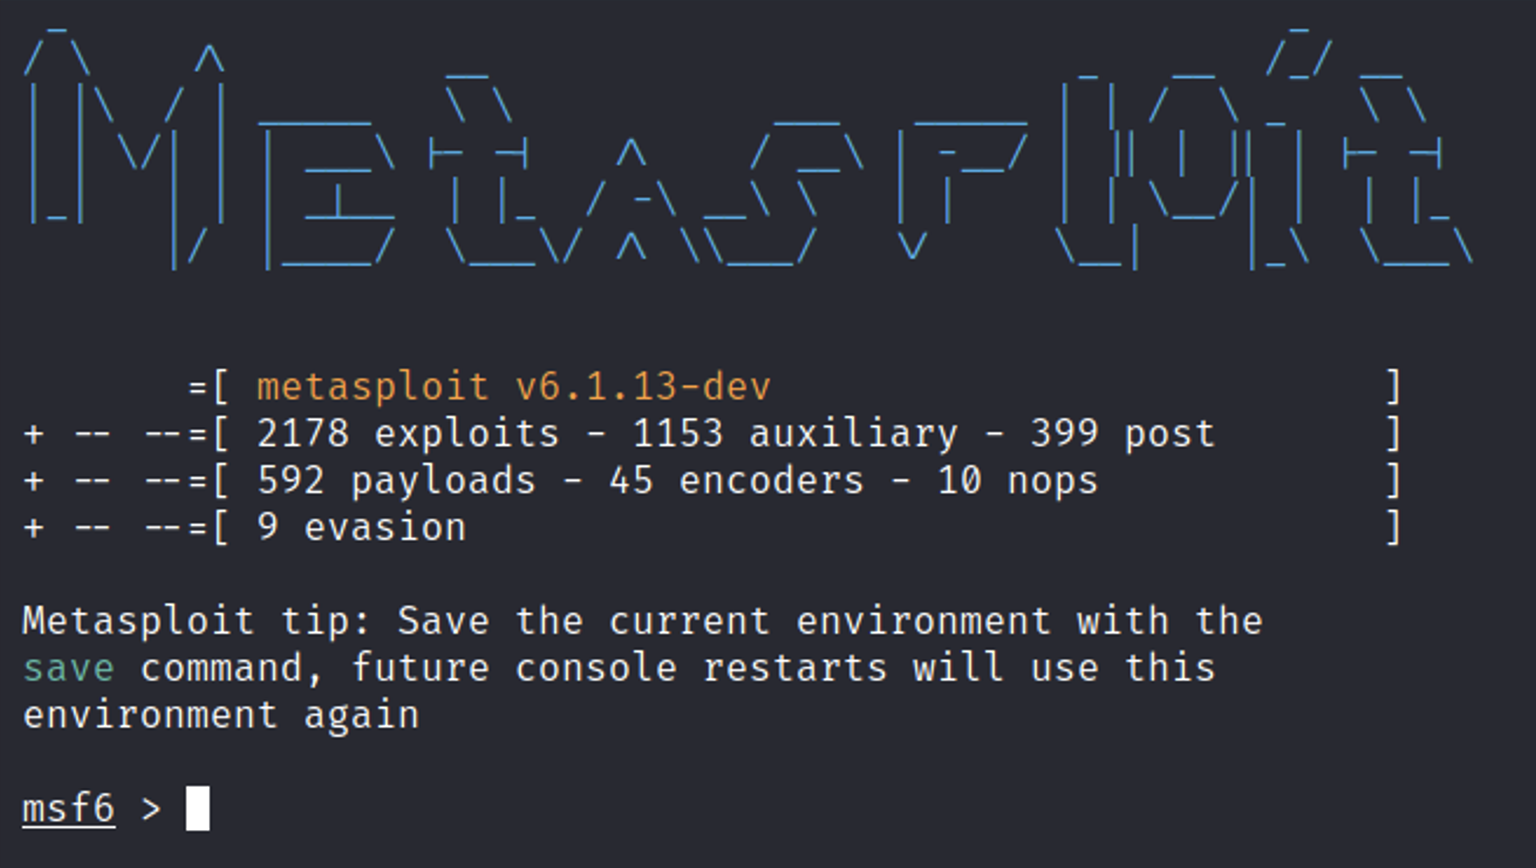 METASPLOIT
=[ metasploit v6.1.13-dev ]
+ -- --=[ 2178 exploits - 1153 auxiliary - 399 post ]
+ -- --=[ 592 payloads - 45 encoders - 10 nops ]
+ -- --=[ 9 evasion ]
Metasploit tip: Save the current environment with the
save command, future console restarts will use this
environment again
msf6 >